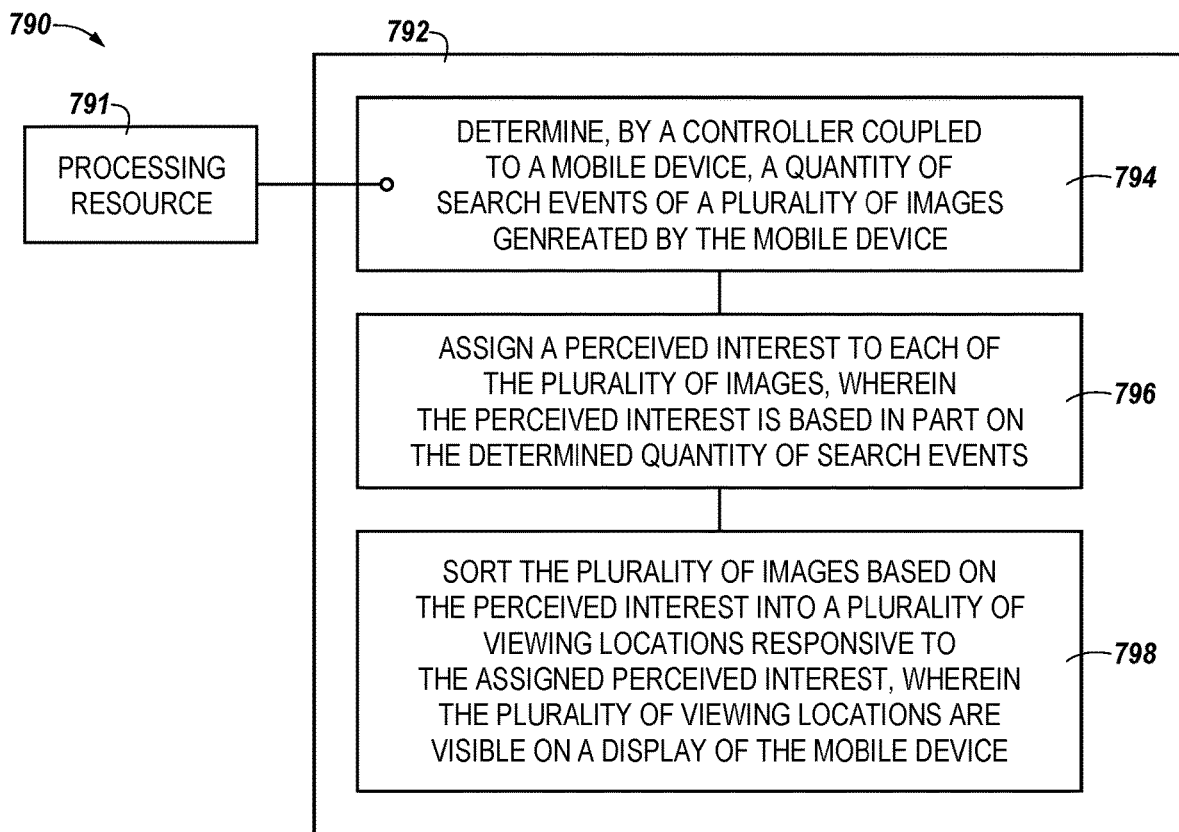 790
792
791
PROCESSING
RESOURCE
DETERMINE, BY A CONTROLLER COUPLED
TO A MOBILE DEVICE, A QUANTITY OF
SEARCH EVENTS OF A PLURALITY OF IMAGES
GENREATED BY THE MOBILE DEVICE
794
ASSIGN A PERCEIVED INTEREST TO EACH OF
THE PLURALITY OF IMAGES, WHEREIN
THE PERCEIVED INTEREST IS BASED IN PART ON
THE DETERMINED QUANTITY OF SEARCH EVENTS
796
SORT THE PLURALITY OF IMAGES BASED ON
THE PERCEIVED INTEREST INTO A PLURALITY OF
VIEWING LOCATIONS RESPONSIVE TO
THE ASSIGNED PERCEIVED INTEREST, WHEREIN
THE PLURALITY OF VIEWING LOCATIONS ARE
VISIBLE ON A DISPLAY OF THE MOBILE DEVICE
798